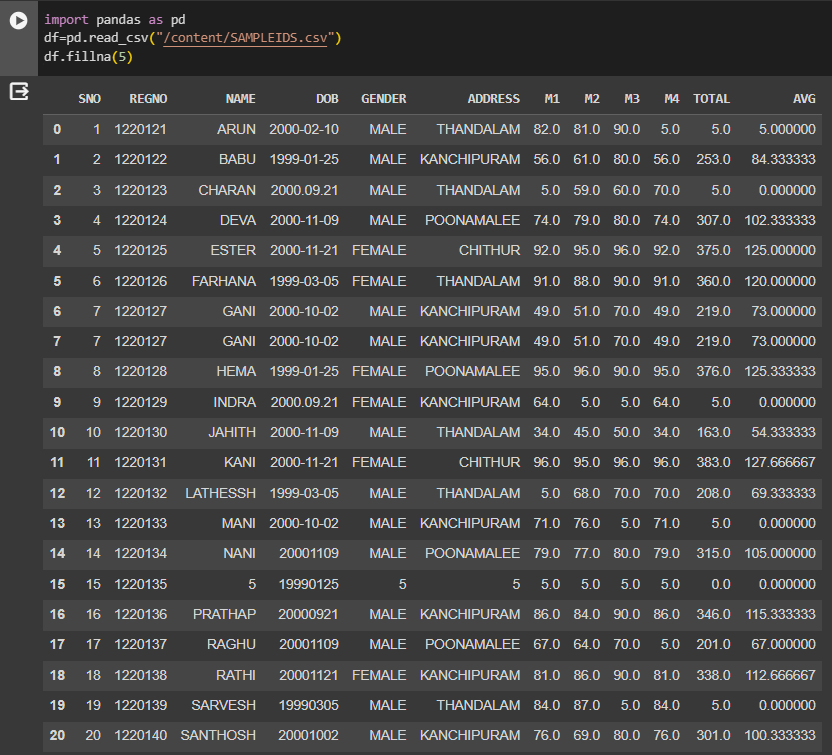 import pandas as pd
df=pd.read_csv("/content/SAMPLEIDS.csv")
df.fillna(5)
SNO REGNO NAME DOB GENDER ADDRESS M1 M2 M3 M4 TOTAL AVG
0 1 1220121 ARUN 2000-02-10 MALE THANDALAM 82.0 81.0 90.0 5.0 5.0 5.000000
1 2 1220122 BABU 1999-01-25 MALE KANCHIPURAM 56.0 61.0 80.0 56.0 253.0 84.333333
2 3 1220123 CHARAN 2000.09.21 MALE THANDALAM 5.0 59.0 60.0 70.0 5.0 0.000000
3 4 1220124 DEVA 2000-11-09 MALE POONAMALEE 74.0 79.0 80.0 74.0 307.0 102.333333
4 5 1220125 ESTER 2000-11-21 FEMALE CHITHUR 92.0 95.0 96.0 92.0 375.0 125.000000
5 6 1220126 FARHANA 1999-03-05 FEMALE THANDALAM 91.0 88.0 90.0 91.0 360.0 120.000000
6 7 1220127 GANI 2000-10-02 MALE KANCHIPURAM 49.0 51.0 70.0 49.0 219.0 73.000000
7 7 1220127 GANI 2000-10-02 MALE KANCHIPURAM 49.0 51.0 70.0 49.0 219.0 73.000000
8 8 1220128 HEMA 1999-01-25 FEMALE POONAMALEE 95.0 96.0 90.0 95.0 376.0 125.333333
9 9 1220129 INDRA 2000.09.21 FEMALE KANCHIPURAM 64.0 5.0 5.0 64.0 5.0 0.000000
10 10 1220130 JAHITH 2000-11-09 MALE THANDALAM 34.0 45.0 50.0 34.0 163.0 54.333333
11 11 1220131 KANI 2000-11-21 FEMALE CHITHUR 96.0 95.0 96.0 96.0 383.0 127.666667
12 12 1220132 LATHESSH 1999-03-05 MALE THANDALAM 5.0 68.0 70.0 70.0 208.0 69.333333
13 13 1220133 MANI 2000-10-02 MALE KANCHIPURAM 71.0 76.0 5.0 71.0 5.0 0.000000
14 14 1220134 NANI 20001109 MALE POONAMALEE 79.0 77.0 80.0 79.0 315.0 105.000000
15 15 1220135 5 19990125 5 5 5.0 5.0 5.0 5.0 0.0 0.000000
16 16 1220136 PRATHAP 20000921 MALE KANCHIPURAM 86.0 84.0 90.0 86.0 346.0 115.333333
17 17 1220137 RAGHU 20001109 MALE POONAMALEE 67.0 64.0 70.0 5.0 201.0 67.000000
18 18 1220138 RATHI 20001121 FEMALE KANCHIPURAM 81.0 86.0 90.0 81.0 338.0 112.666667
19 19 1220139 SARVESH 19990305 MALE THANDALAM 84.0 87.0 5.0 84.0 5.0 0.000000
20 20 1220140 SANTHOSH 20001002 MALE KANCHIPURAM 76.0 69.0 80.0 76.0 301.0 100.333333